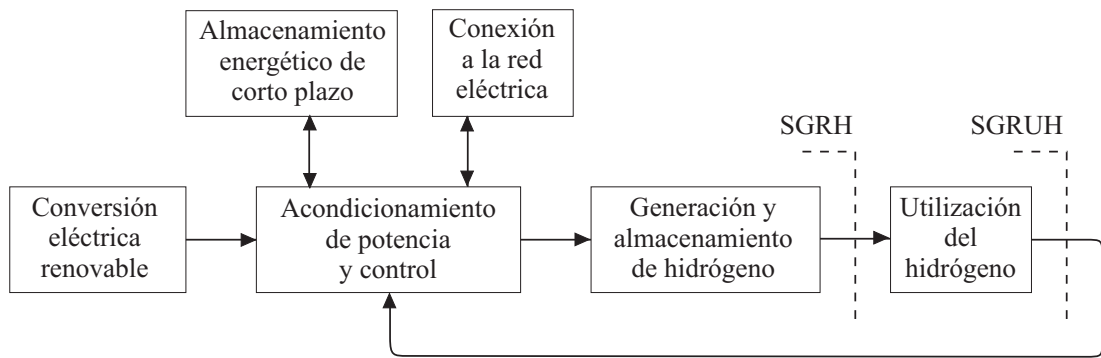 Almacenamiento
energético de
corto plazo
Conexión
a la red
eléctrica
SGRH
SGRUH
Conversión
eléctrica
renovable
Acondicionamiento
de potencia
y control
Generación y
almacenamiento
de hidrógeno
Utilización
del
hidrógeno